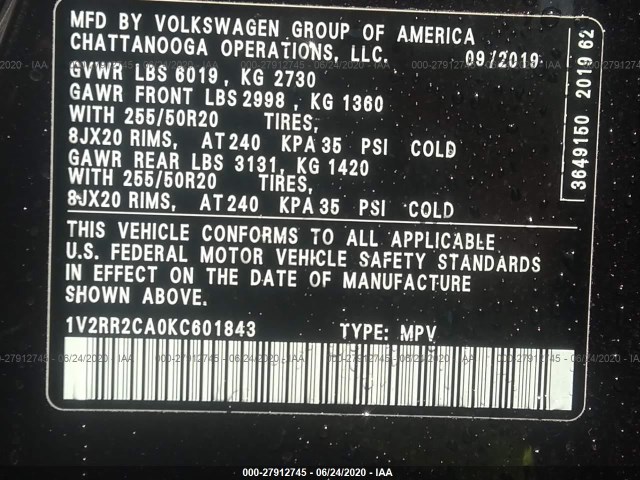 MFD BY VOLKSWAGEN GROUP OF AMERICA
CHATTANOOGA OPERATIONS, LLC. 09/2019
GVWR LBS 6019, KG 2730
GAWR FRONT LBS 2998, KG 1360
WITH 255/50R20 TIRES,
8JX20 RIMS, AT 240 KPA 35 PSI COLD
GAWR REAR LBS 3131, KG 1420
WITH 255/50R20 TIRES,
8JX20 RIMS, AT 240 KPA 35 PSI COLD
THIS VEHICLE CONFORMS TO ALL APPLICABLE
U.S. FEDERAL MOTOR VEHICLE SAFETY STANDARDS
IN EFFECT ON THE DATE OF MANUFACTURE
SHOWN ABOVE.
1V2RR2CA0KC601843 TYPE: MPV
3649150 2019 62
000-27912745 - 06/24/2020 - IAA